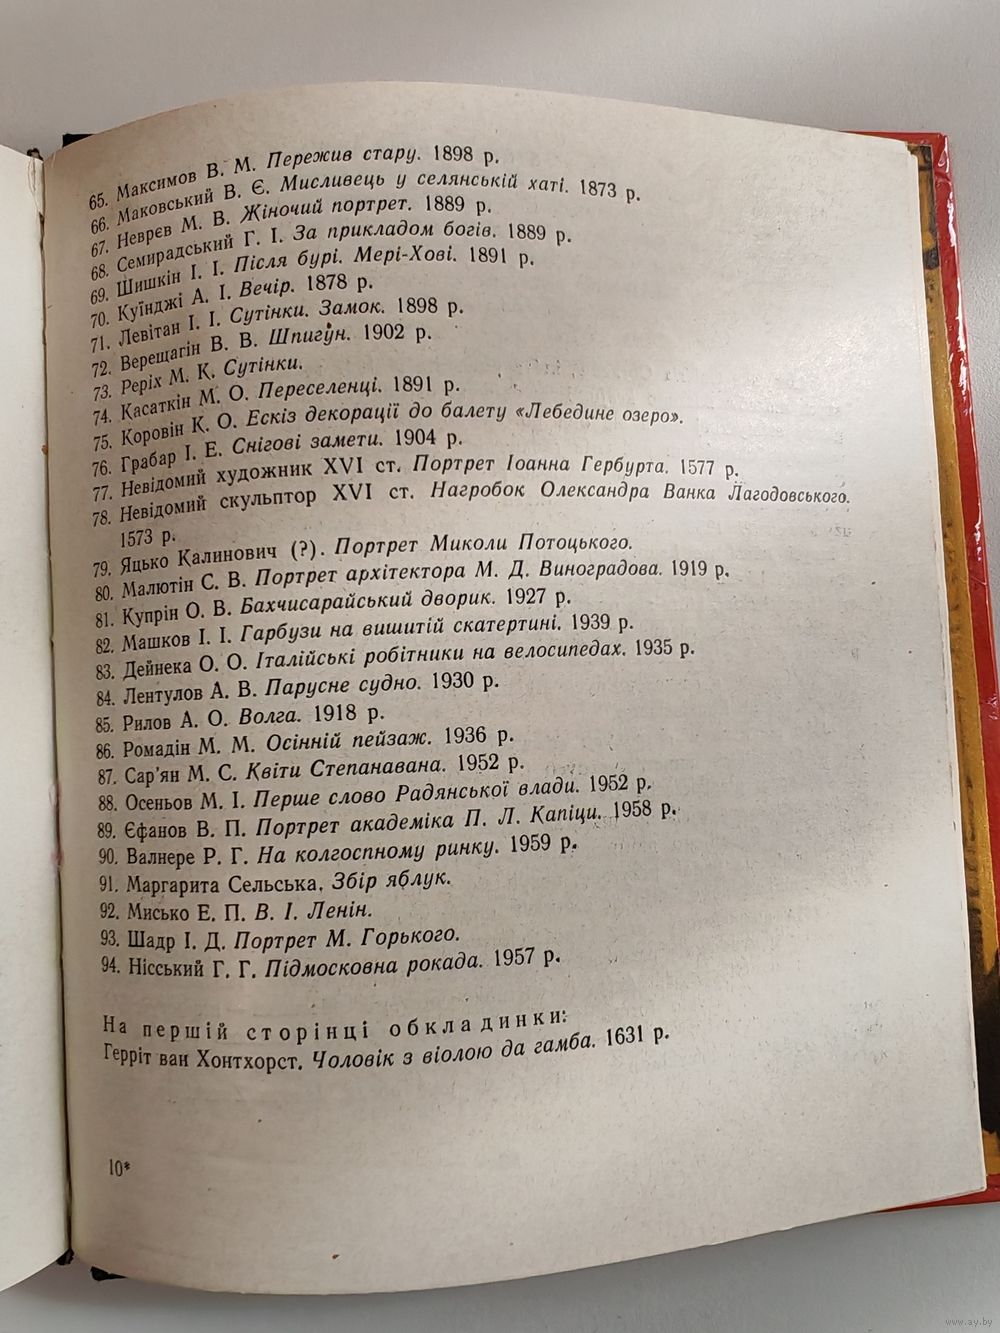 65. Максимов В. М. Пережив стару. 1898 р.
66. Маковський В. Є. Мисливець у селянській хаті. 1873 р.
67. Неврєв М. В. Жіночий портрет. 1889 р.
68. Семирадський Г. І. За прикладом богів. 1889 р.
69. Шишкін І. І. Після бурі. Мері-Хові. 1891 р.
70. Куїнджі А. І. Вечір. 1878 р.
71. Левітан І. І. Сутінки. Замок. 1898 р.
72. Верещагін В. В. Шпигун. 1902 р.
73. Реріх М. К. Сутінки.
74. Касаткін М. О. Переселенці. 1891 р.
75. Коровін К. О. Ескіз декорації до балету «Лебедине озеро».
76. Грабар І. Е. Снігові замети. 1904 р.
77. Невідомий художник XVI ст. Портрет Іоанна Гербурта. 1577 р.
78. Невідомий скульптор XVI ст. Нагробок Олександра Ванка Лагодовського.
1573 р.
79. Яцько Калинович (?). Портрет Миколи Потоцького.
80. Малютін С. В. Портрет архітектора М. Д. Виноградова. 1919 р.
81. Купрін О. В. Бахчисарайський дворик. 1927 р.
82. Машков І. І. Гарбузи на вишитій скатертині. 1939 р.
83. Дейнека О. О. Італійські робітники на велосипедах. 1935 р.
84. Лентулов А. В. Парусне судно. 1930 р.
85. Рилов А. О. Волга. 1918 р.
86. Ромадін М. М. Осінній пейзаж. 1936 р.
87. Сар'ян М. С. Квіти Степанавана. 1952 р.
88. Осеньов М. І. Перше слово Радянської влади. 1952 р.
89. Єфанов В. П. Портрет академіка П. Л. Капіци. 1958 р.
90. Валнере Р. Г. На колгоспному ринку. 1959 р.
91. Маргарита Сельська. Збір яблук.
92. Мисько Е. П. В. І. Ленін.
93. Шадр І. Д. Портрет М. Горького.
94. Нісський Г. Г. Підмосковна рокада. 1957 р.
На першій сторінці обкладинки:
Герріт ван Хонтхорст. Чоловік з віолою да гамба. 1631 р.
10*
www.ay.by